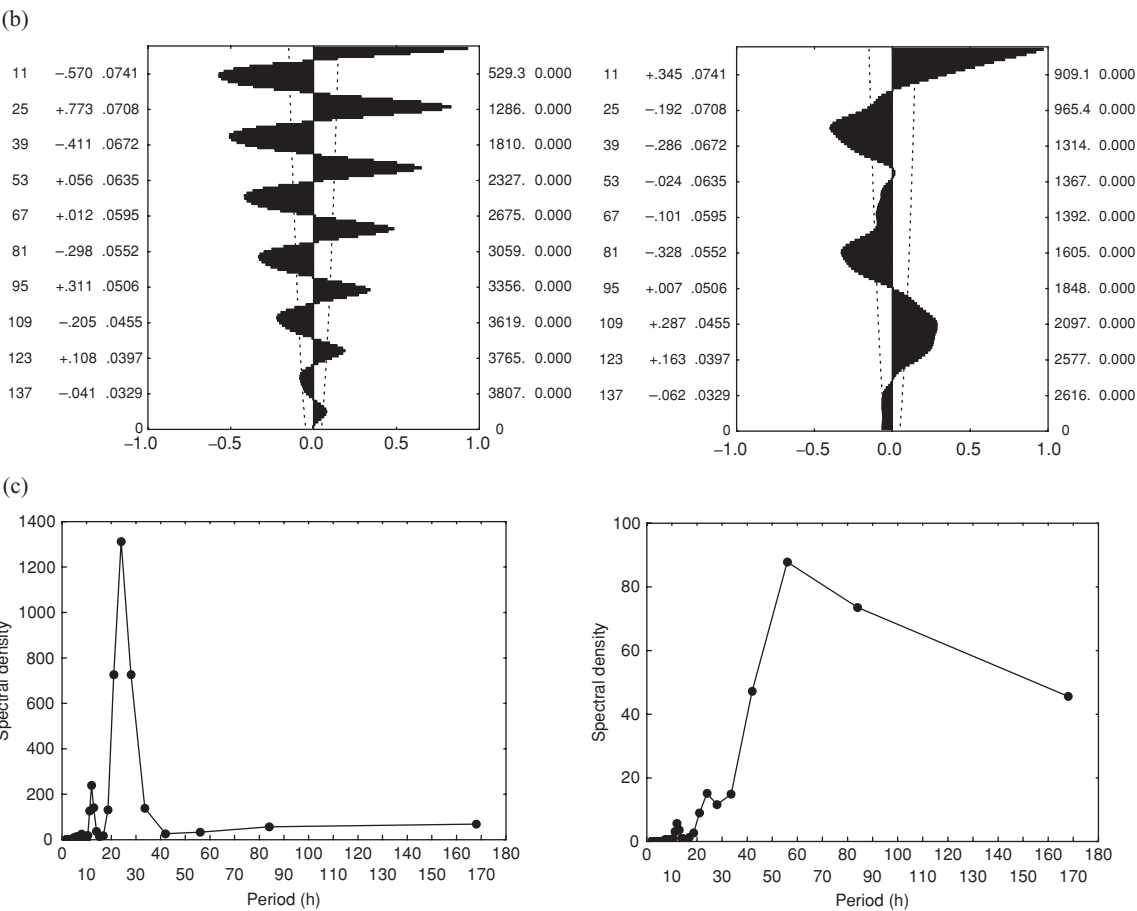 (b)
11 –.570 .0741 529.3 0.000
25 +.773 .0708 1286. 0.000
39 –.411 .0672 1810. 0.000
53 +.056 .0635 2327. 0.000
67 +.012 .0595 2675. 0.000
81 –.298 .0552 3059. 0.000
95 +.311 .0506 3356. 0.000
109 –.205 .0455 3619. 0.000
123 +.108 .0397 3765. 0.000
137 –.041 .0329 3807. 0.000
0 0
–1.0 –0.5 0.0 0.5 1.0
11 +.345 .0741 909.1 0.000
25 –.192 .0708 965.4 0.000
39 –.286 .0672 1314. 0.000
53 –.024 .0635 1367. 0.000
67 –.101 .0595 1392. 0.000
81 –.328 .0552 1605. 0.000
95 +.007 .0506 1848. 0.000
109 +.287 .0455 2097. 0.000
123 +.163 .0397 2577. 0.000
137 –.062 .0329 2616. 0.000
0 0
–1.0 –0.5 0.0 0.5 1.0
(c)
Spectral density
1400
1200
1000
800
600
400
200
0
0 20 40 60 80 100 120 140 160 180
10 30 50 70 90 110 130 150 170
Period (h)
Spectral density
100
80
60
40
20
0
0 20 40 60 80 100 120 140 160 180
10 30 50 70 90 110 130 150 170
Period (h)